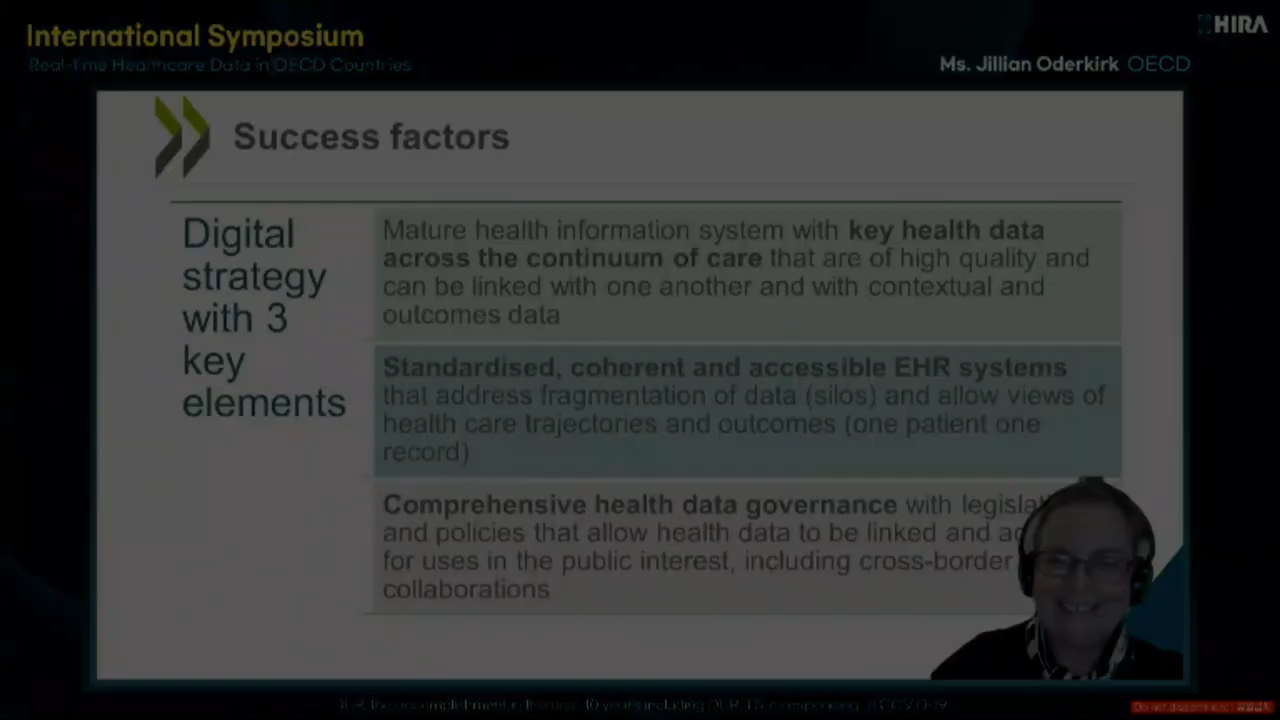 International Symposium
HIRA
Real-time Healthcare Data in OECD Countries
Ms. Jillian Oderkirk OECD
Success factors
Digital
strategy
with 3
key
elements
Mature health information system with key health data
across the continuum of care that are of high quality and
can be linked with one another and with contextual and
outcomes data
Standardised, coherent and accessible EHR systems
that address fragmentation of data (silos) and allow views of
health care trajectories and outcomes (one patient one
record)
Comprehensive health data governance with legislat
and policies that allow health data to be linked and ac
for uses in the public interest, including cross-border
collaborations